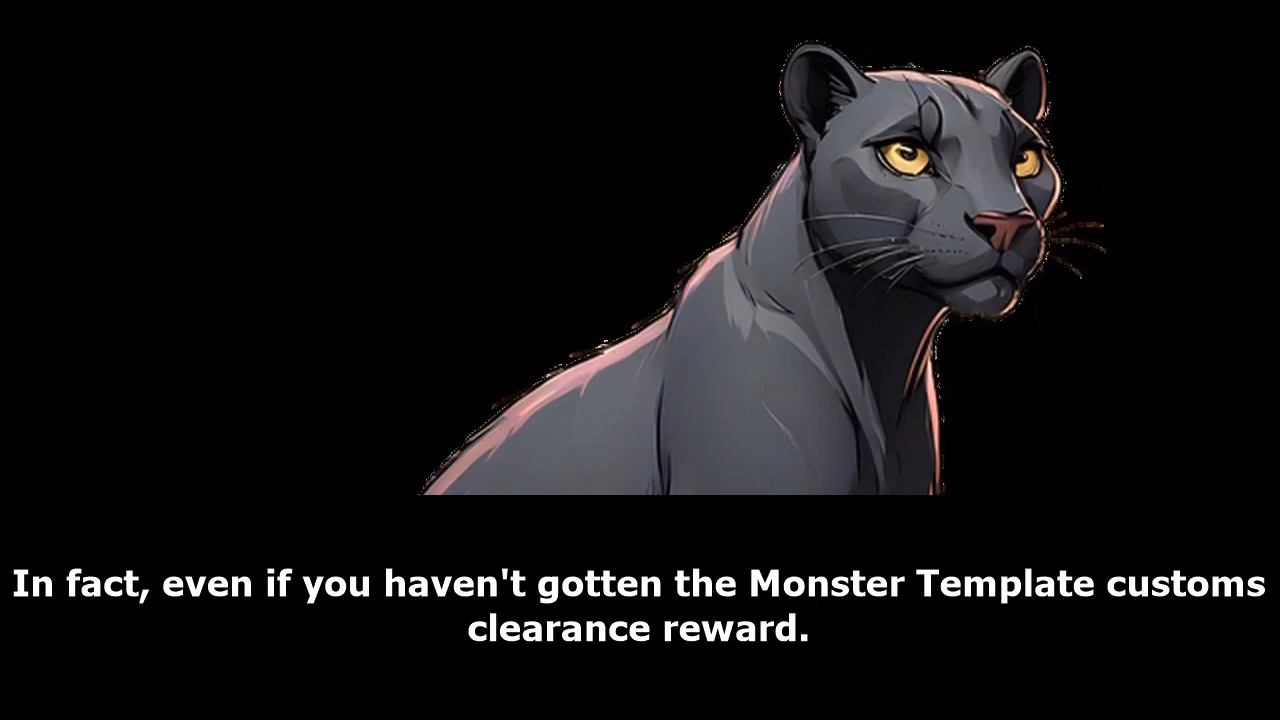 In fact, even if you haven't gotten the Monster Template customs
clearance reward.